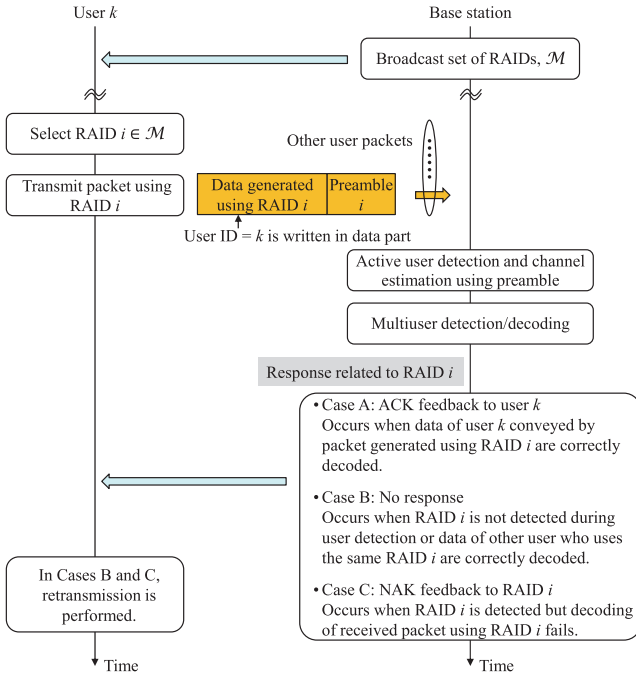 User k
Base station
Broadcast set of RAIDs, ℳ
Select RAID i ∈ ℳ
Other user packets
Transmit packet using
RAID i
Data generated
using RAID i
Preamble
i
User ID = k is written in data part
Active user detection and channel
estimation using preamble
Multiuser detection/decoding
Response related to RAID i
• Case A: ACK feedback to user k
Occurs when data of user k conveyed by
packet generated using RAID i are correctly
decoded.
• Case B: No response
Occurs when RAID i is not detected during
user detection or data of other user who uses
the same RAID i are correctly decoded.
• Case C: NAK feedback to RAID i
Occurs when RAID i is detected but decoding
of received packet using RAID i fails.
In Cases B and C,
retransmission is
performed.
Time
Time